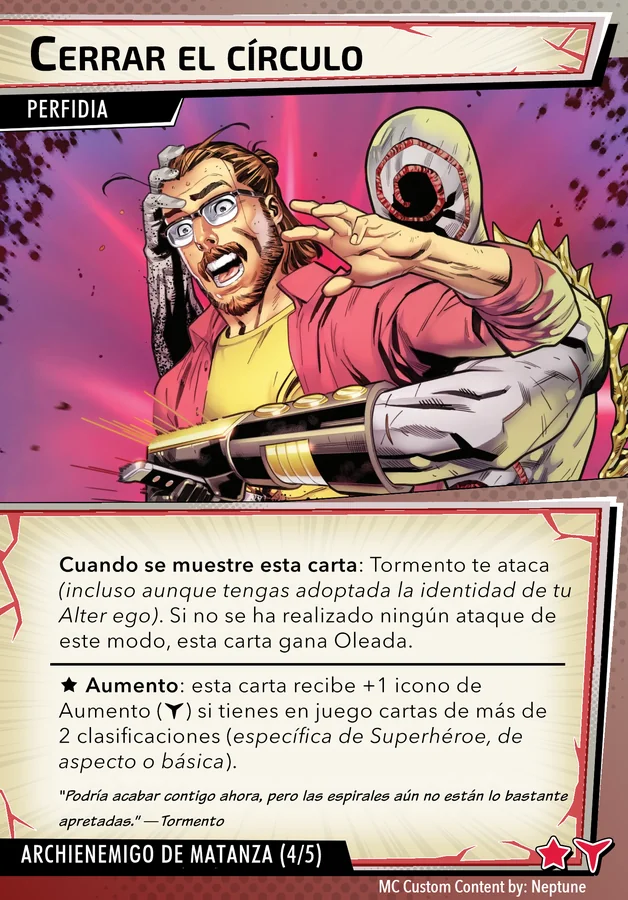 CERRAR EL CÍRCULO
PERFIDIA
Cuando se muestre esta carta: Tormento te ataca
(incluso aunque tengas adoptada la identidad de tu
Alter ego). Si no se ha realizado ningún ataque de
este modo, esta carta gana Oleada.
Aumento: esta carta recibe +1 icono de
Aumento ( ) si tienes en juego cartas de más de
2 clasificaciones (específica de Superhéroe, de
aspecto o básica).
"Podría acabar contigo ahora, pero las espirales aún no están lo bastante
apretadas." —Tormento
ARCHIENEMIGO DE MATANZA (4/5)
MC Custom Content by: Neptune